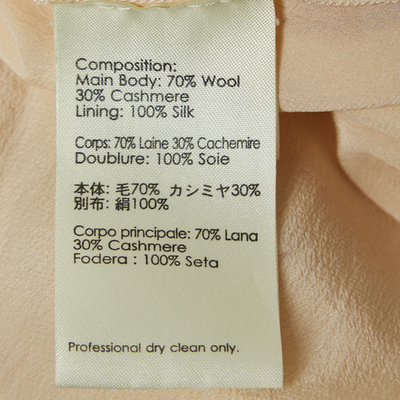 Composition:
Main Body: 70% Wool
30% Cashmere
Lining: 100% Silk
Corps: 70% Laine 30% Cachemire
Doublure: 100% Soie
本体: 毛70% カシミヤ30%
別布: 絹100%
Corpo principale: 70% Lana
30% Cashmere
Fodera : 100% Seta
Professional dry clean only.